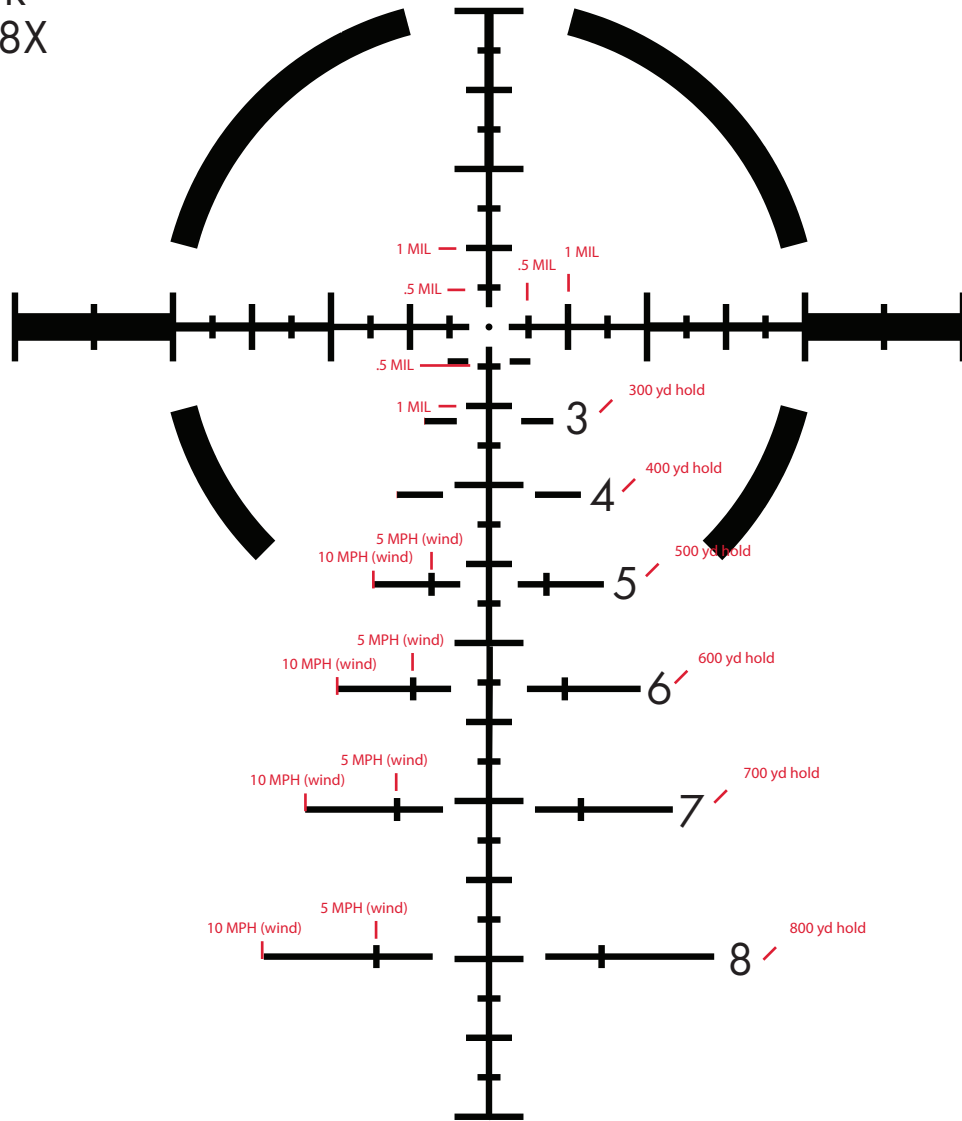 8X
1 MIL
1 MIL
.5 MIL
.5 MIL
.5 MIL
1 MIL
3
300 yd hold
4
400 yd hold
5 MPH (wind)
10 MPH (wind)
5
500 yd hold
5 MPH (wind)
10 MPH (wind)
6
600 yd hold
5 MPH (wind)
10 MPH (wind)
7
700 yd hold
5 MPH (wind)
10 MPH (wind)
8
800 yd hold